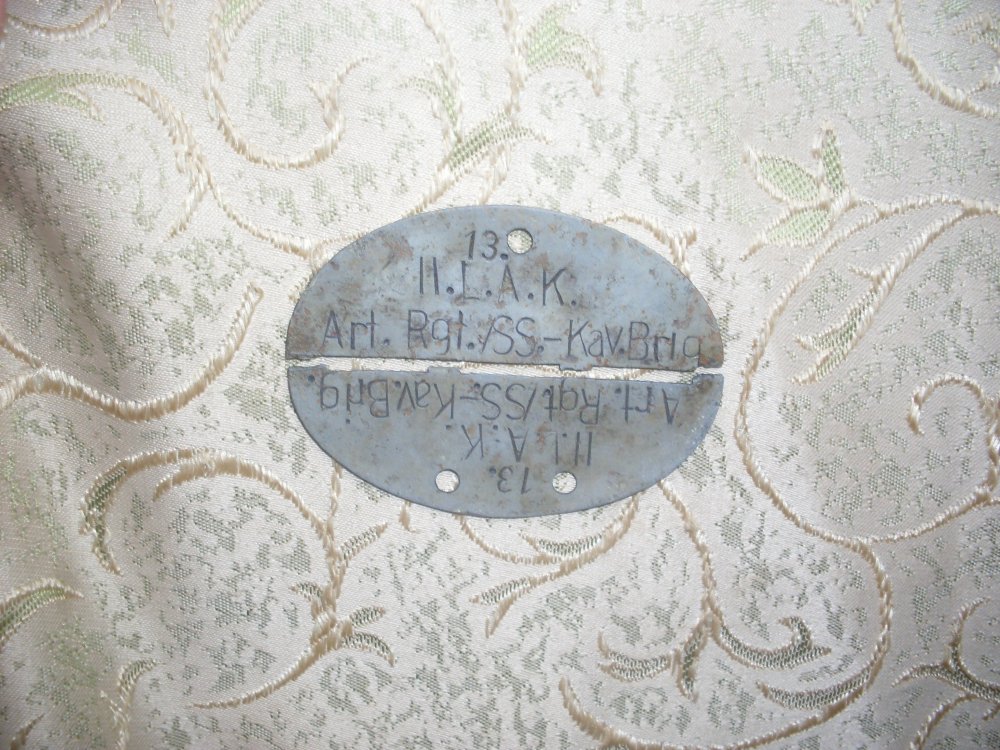 13.
II.L.A.K.
Art. Rgt./SS.-Kav.Brig
Art. Rgt/SS.-Kav.Brig.
II.l.A.K.
13.